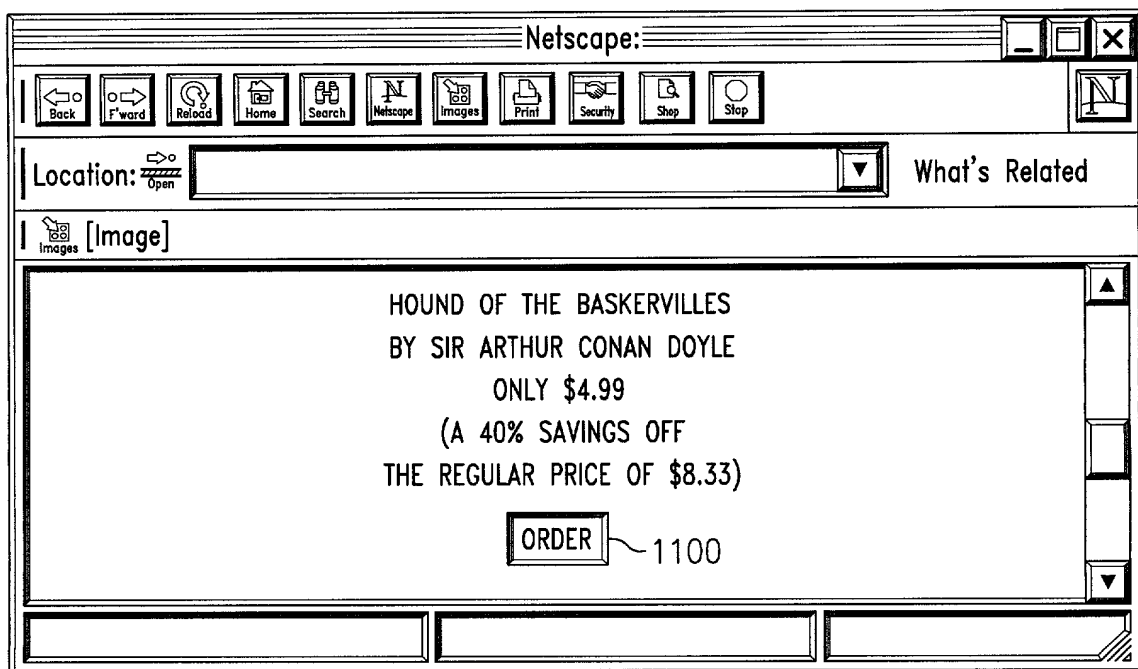 Netscape:
Back F'ward Reload Home Search Netscape Images Print Security Shop Stop N
Location: Open What's Related
Images [Image]
HOUND OF THE BASKERVILLES
BY SIR ARTHUR CONAN DOYLE
ONLY $4.99
(A 40% SAVINGS OFF
THE REGULAR PRICE OF $8.33)
ORDER 1100